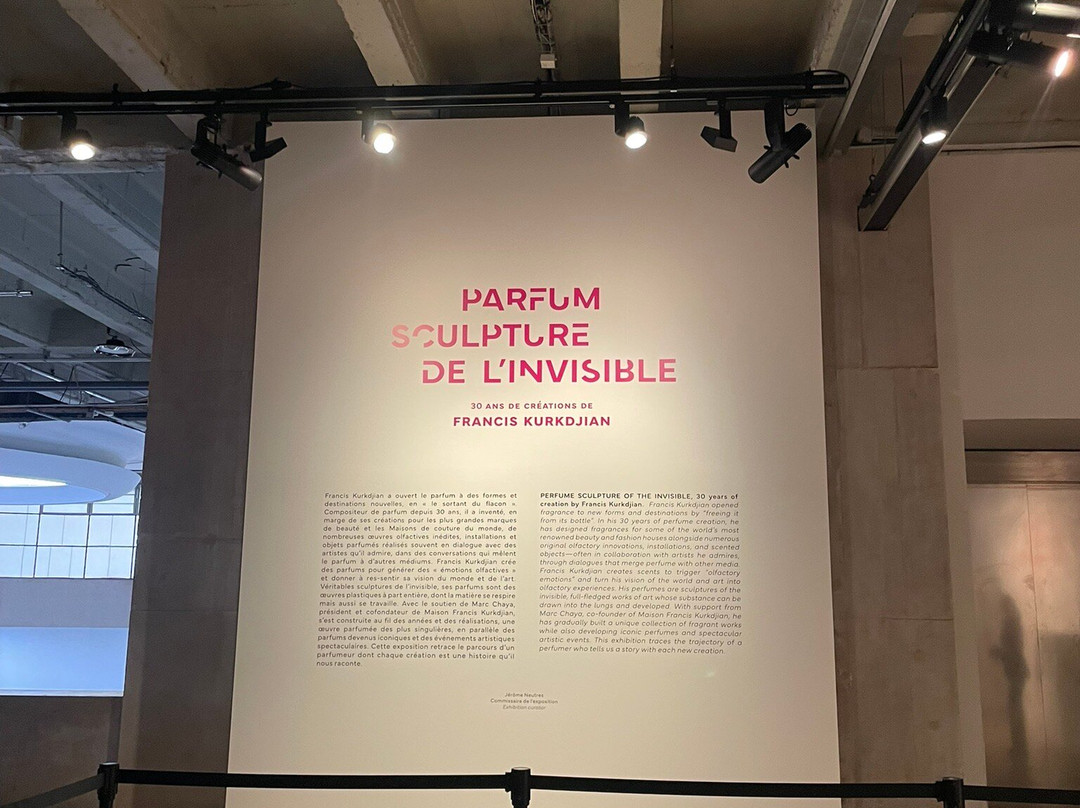 PARFUM
SCULPTURE
DE L'INVISIBLE
30 ANS DE CRÉATIONS DE
FRANCIS KURKDJIAN
Francis Kurkdjian a ouvert le parfum à des formes et
destinations nouvelles, en « le sortant du flacon ».
Compositeur de parfum depuis 30 ans, il a inventé, en
marge de ses créations pour les plus grandes marques
de beauté et les Maisons de couture du monde, de
nombreuses œuvres olfactives inédites, installations et
objets parfumés réalisés souvent en dialogue avec des
artistes qu'il admire, dans des conversations qui mêlent
le parfum à d'autres médiums. Francis Kurkdjian crée
des parfums pour générer des « émotions olfactives »
et donner à res-sentir sa vision du monde et de l'art.
Véritables sculptures de l'invisible, ses parfums sont des
œuvres plastiques à part entière, dont la matière se respire
mais aussi se travaille. Avec le soutien de Marc Chaya,
président et cofondateur de Maison Francis Kurkdjian,
s'est construite au fil des années et des réalisations, une
œuvre parfumée des plus singulières, en parallèle des
parfums devenus iconiques et des événements artistiques
spectaculaires. Cette exposition retrace le parcours d'un
parfumeur dont chaque création est une histoire qu'il
nous raconte.
PERFUME SCULPTURE OF THE INVISIBLE, 30 years of
creation by Francis Kurkdjian. Francis Kurkdjian opened
fragrance to new forms and destinations by "freeing it
from its bottle". In his 30 years of perfume creation, he
has designed fragrances for some of the world's most
renowned beauty and fashion houses alongside numerous
original olfactory innovations, installations, and scented
objects—often in collaboration with artists he admires,
through dialogues that merge perfume with other media.
Francis Kurkdjian creates scents to trigger "olfactory
emotions" and turn his vision of the world and art into
olfactory experiences. His perfumes are sculptures of the
invisible, full-fledged works of art whose substance can be
drawn into the lungs and developed. With support from
Marc Chaya, co-founder of Maison Francis Kurkdjian, he
has gradually built a unique collection of fragrant works
while also developing iconic perfumes and spectacular
artistic events. This exhibition traces the trajectory of a
perfumer who tells us a story with each new creation.
Jérôme Neutres
Commissaire de l'exposition
Exhibition curator